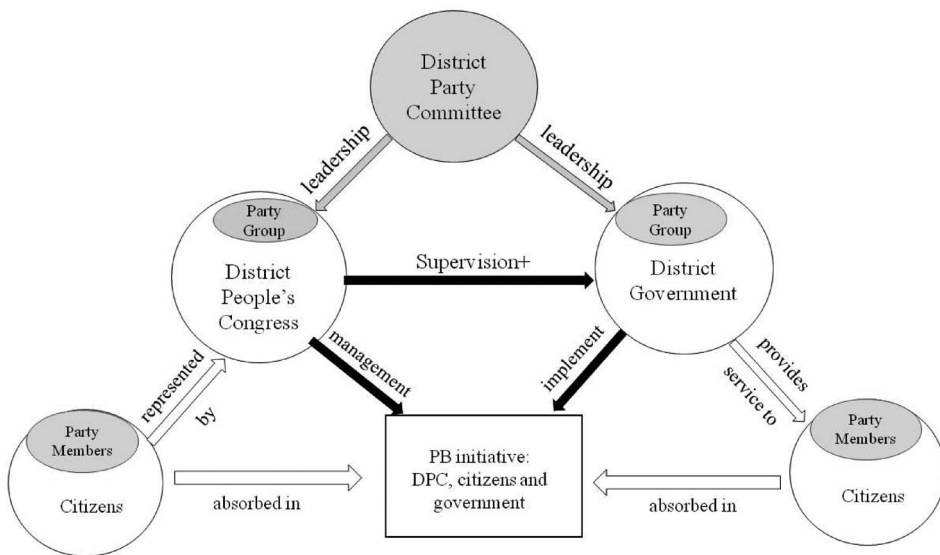 District
Party
Committee
leadership
leadership
Party
Group
District
People's
Congress
Supervision+
Party
Group
District
Government
management
implement
represented
by
provides
service to
Party
Members
Citizens
absorbed in
PB initiative:
DPC, citizens and
government
absorbed in
Party
Members
Citizens